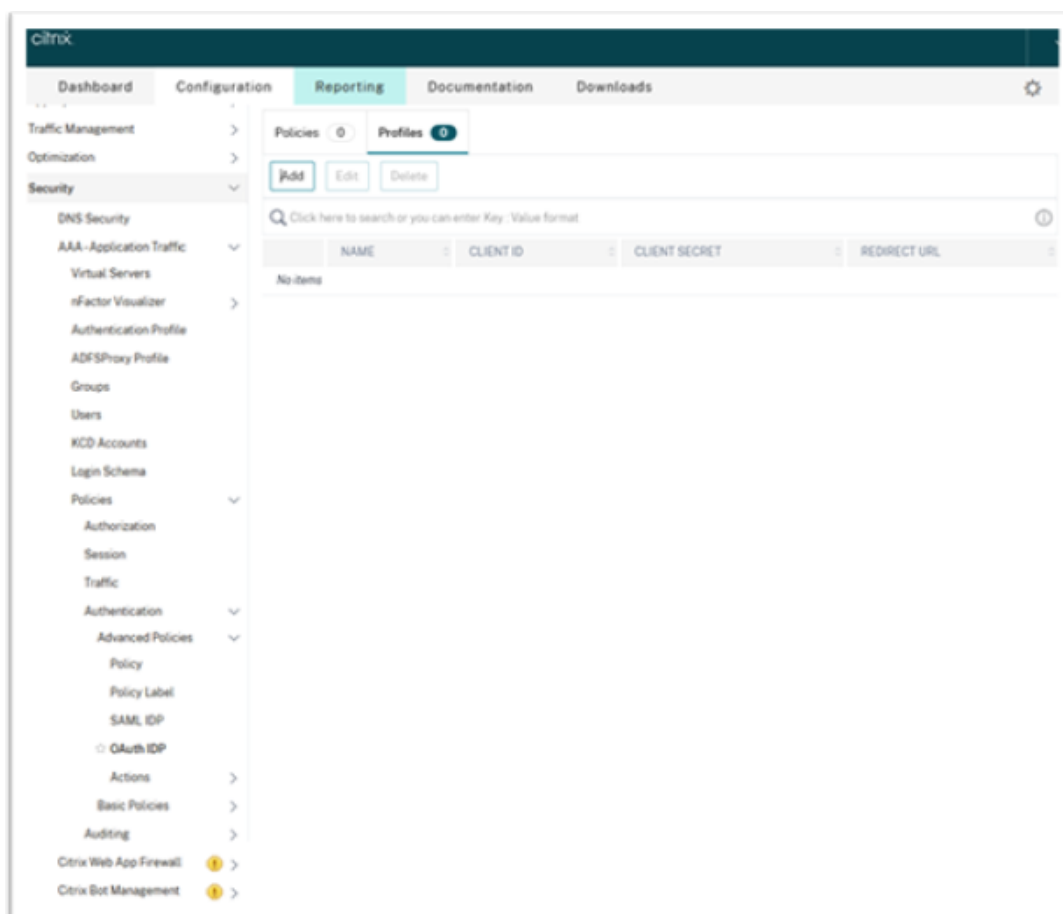 citrix
Dashboard Configuration Reporting Documentation Downloads
Traffic Management
Optimization
Security
DNS Security
AAA - Application Traffic
Virtual Servers
nFactor Visualizer
Authentication Profile
ADFSProxy Profile
Groups
Users
KCD Accounts
Login Schema
Policies
Authorization
Session
Traffic
Authentication
Advanced Policies
Policy
Policy Label
SAML IDP
OAuth IDP
Actions
Basic Policies
Auditing
Citrix Web App Firewall
Citrix Bot Management
Policies 0 Profiles 0
Add Edit Delete
Click here to search or you can enter Key : Value format
NAME CLIENT ID CLIENT SECRET REDIRECT URL
No items